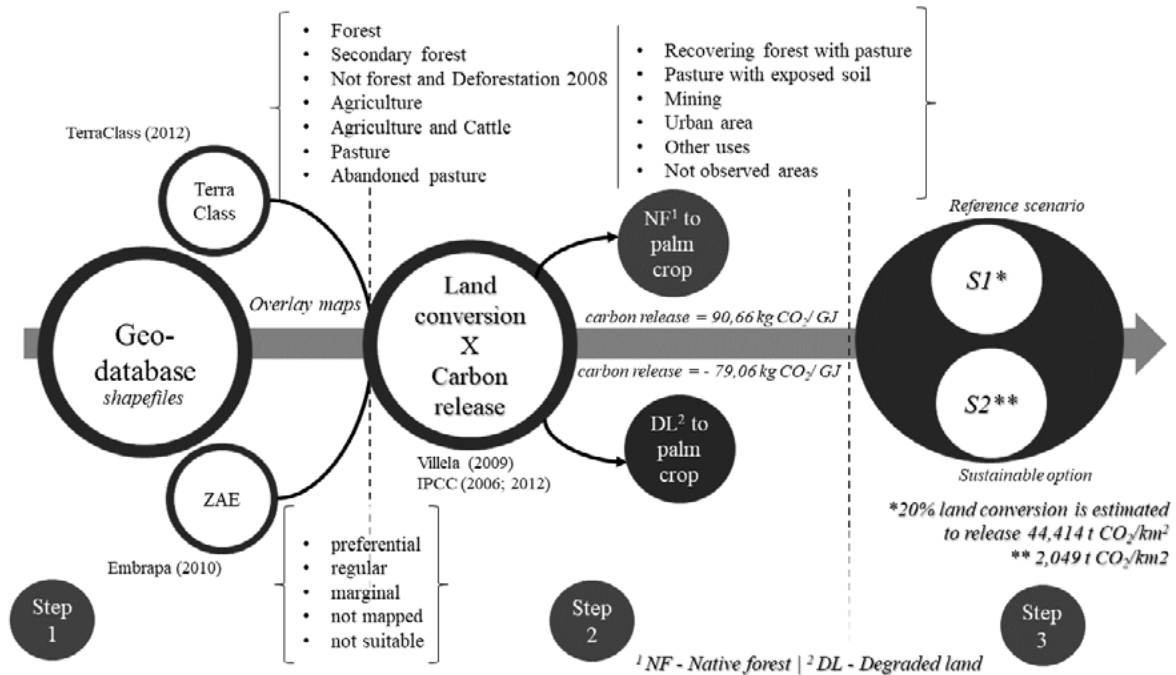 • Forest
• Secondary forest
• Not forest and Deforestation 2008
• Agriculture
• Agriculture and Cattle
• Pasture
• Abandoned pasture
• Recovering forest with pasture
• Pasture with exposed soil
• Mining
• Urban area
• Other uses
• Not observed areas
TerraClass (2012)
Terra
Class
Geo-
database
shapefiles
ZAE
Embrapa (2010)
Overlay maps
• preferential
• regular
• marginal
• not mapped
• not suitable
Land
conversion
X
Carbon
release
Villela (2009)
IPCC (2006; 2012)
NF¹ to
palm
crop
carbon release = 90,66 kg CO₂/ GJ
carbon release = - 79,06 kg CO₂/ GJ
DL² to
palm
crop
Reference scenario
S1*
S2**
Sustainable option
*20% land conversion is estimated
to release 44,414 t CO₂/km²
** 2,049 t CO₂/km2
Step
1
Step
2
Step
3
¹ NF - Native forest | ² DL - Degraded land